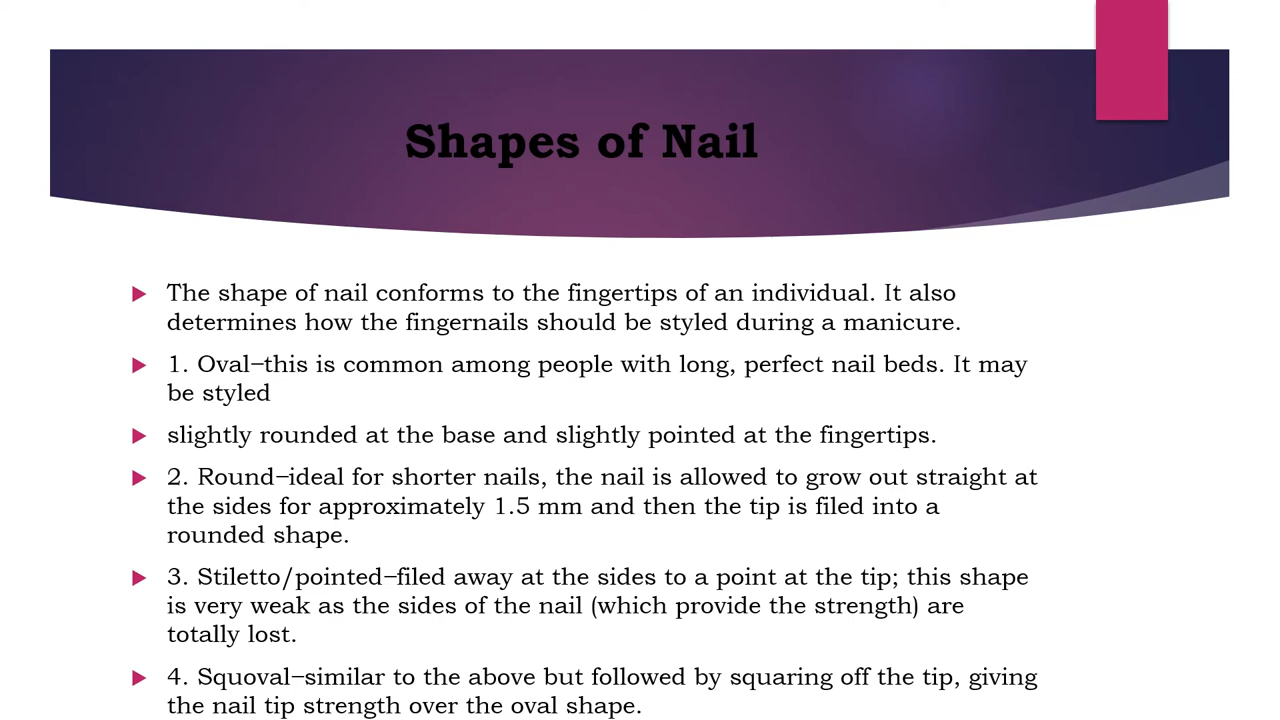 Shapes of Nail
The shape of nail conforms to the fingertips of an individual. It also
determines how the fingernails should be styled during a manicure.
1. Oval–this is common among people with long, perfect nail beds. It may
be styled
slightly rounded at the base and slightly pointed at the fingertips.
2. Round–ideal for shorter nails, the nail is allowed to grow out straight at
the sides for approximately 1.5 mm and then the tip is filed into a
rounded shape.
3. Stiletto/pointed–filed away at the sides to a point at the tip; this shape
is very weak as the sides of the nail (which provide the strength) are
totally lost.
4. Squoval–similar to the above but followed by squaring off the tip, giving
the nail tip strength over the oval shape.